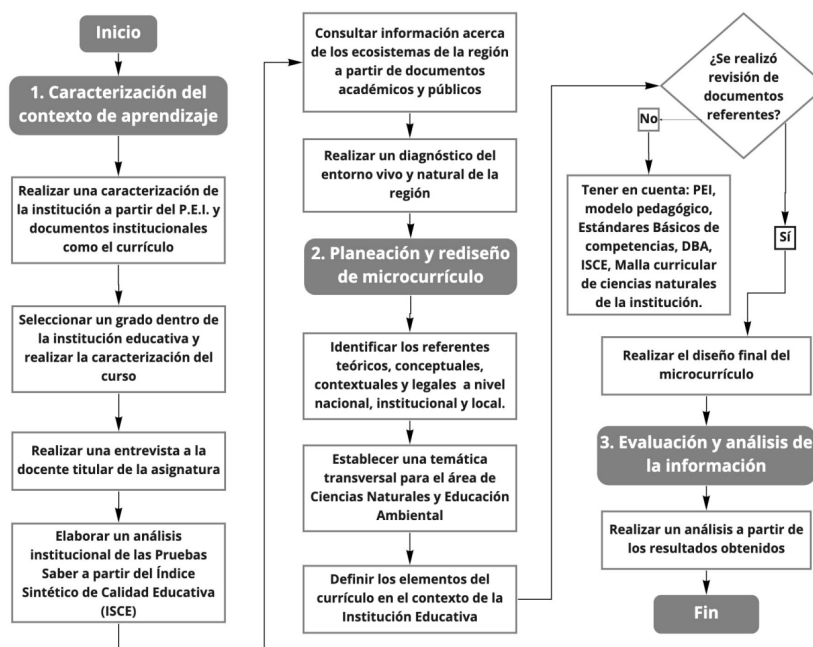 Inicio
1. Caracterización del
contexto de aprendizaje
Realizar una caracterización de
la institución a partir del P.E.I. y
documentos institucionales
como el currículo
Seleccionar un grado dentro de
la institución educativa y
realizar la caracterización del
curso
Realizar una entrevista a la
docente titular de la asignatura
Elaborar un análisis
institucional de las Pruebas
Saber a partir del Índice
Sintético de Calidad Educativa
(ISCE)
Consultar información acerca
de los ecosistemas de la región
a partir de documentos
académicos y públicos
Realizar un diagnóstico del
entorno vivo y natural de la
región
2. Planeación y rediseño
de microcurrículo
Identificar los referentes
teóricos, conceptuales,
contextuales y legales a nivel
nacional, institucional y local.
Establecer una temática
transversal para el área de
Ciencias Naturales y Educación
Ambiental
Definir los elementos del
currículo en el contexto de la
Institución Educativa
¿Se realizó
revisión de
documentos
referentes?
No
Tener en cuenta: PEI,
modelo pedagógico,
Estándares Básicos de
competencias, DBA,
ISCE, Malla curricular
de ciencias naturales
de la institución.
Sí
Realizar el diseño final del
microcurrículo
3. Evaluación y análisis de
la información
Realizar un análisis a partir de
los resultados obtenidos
Fin